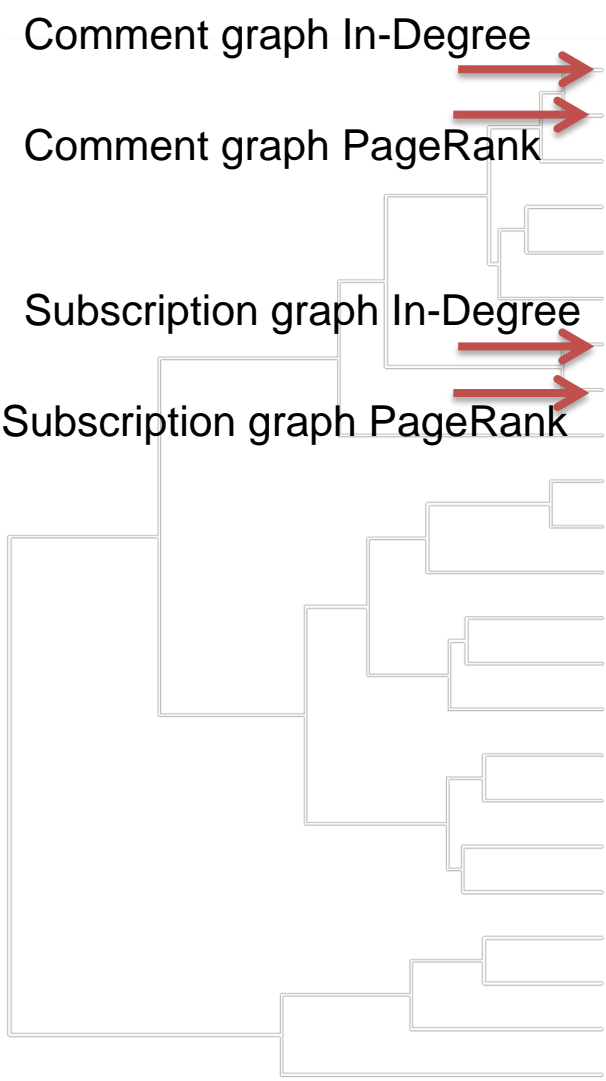 Comment graph In-Degree
Comment graph PageRank
Subscription graph In-Degree
Subscription graph PageRank